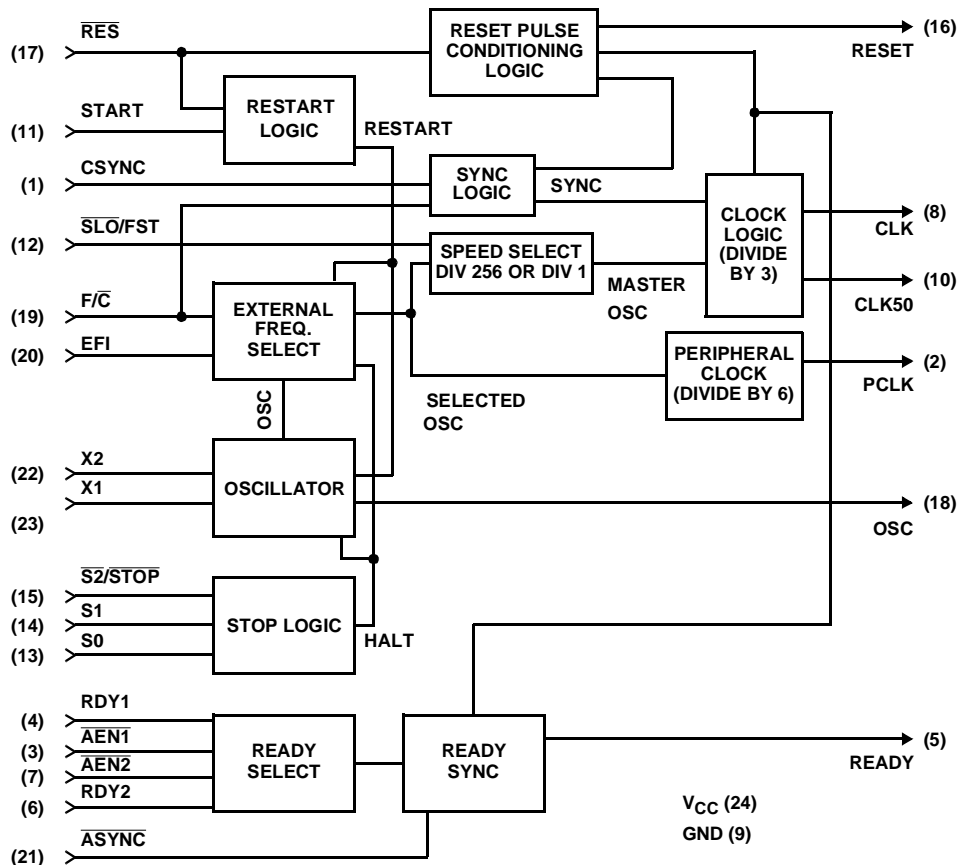 RES
(17)
RESET PULSE
CONDITIONING
LOGIC
(16)
RESET
START
(11)
RESTART
LOGIC
RESTART
CSYNC
(1)
SYNC
LOGIC
SYNC
SLO/FST
(12)
SPEED SELECT
DIV 256 OR DIV 1
MASTER
OSC
CLOCK
LOGIC
(DIVIDE
BY 3)
(8)
CLK
(10)
CLK50
F/C
(19)
EFI
(20)
EXTERNAL
FREQ.
SELECT
SELECTED
OSC
PERIPHERAL
CLOCK
(DIVIDE BY 6)
(2)
PCLK
OSC
X2
(22)
X1
(23)
OSCILLATOR
(18)
OSC
S2/STOP
(15)
S1
(14)
S0
(13)
STOP LOGIC
HALT
RDY1
(4)
AEN1
(3)
AEN2
(7)
RDY2
(6)
READY
SELECT
READY
SYNC
(5)
READY
ASYNC
(21)
VCC (24)
GND (9)